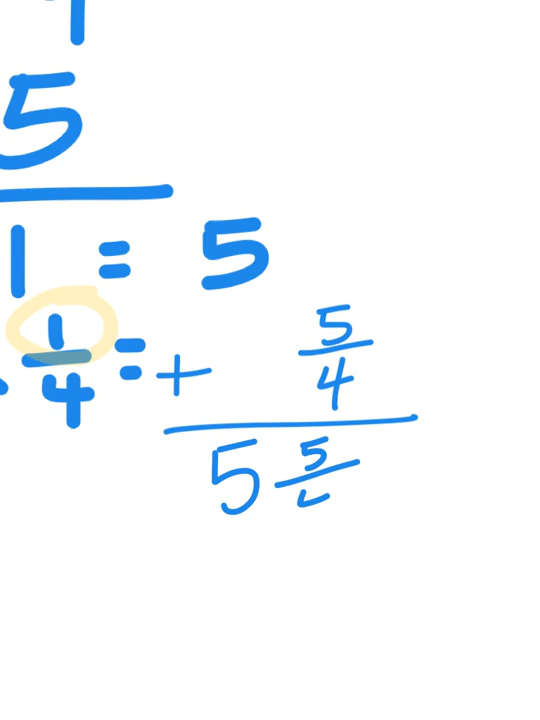 5
1 = 5
1/4 = + 5/4
5 5/